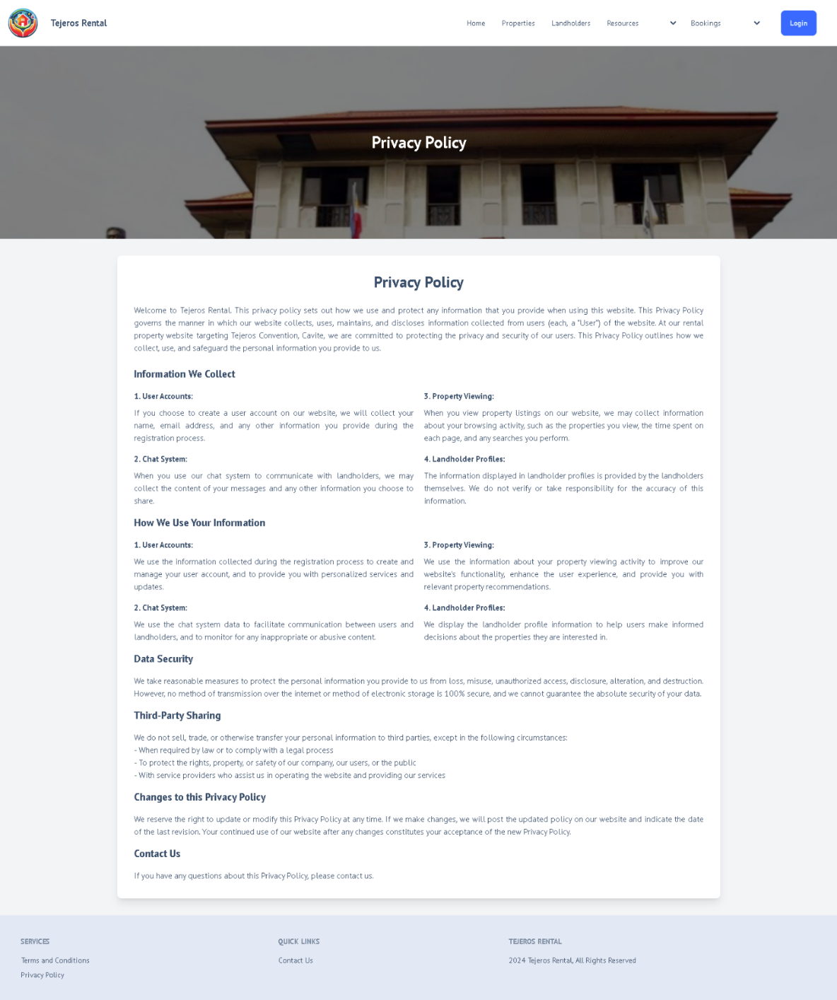 Tejeros Rental
Home Properties Landholders Resources Bookings Login
Privacy Policy
Privacy Policy
Welcome to Tejeros Rental. This privacy policy sets out how we use and protect any information that you provide when using this website. This Privacy Policy
governs the manner in which our website collects, uses, maintains, and discloses information collected from users (each, a "User") of the website. At our rental
property website targeting Tejeros Convention, Cavite, we are committed to protecting the privacy and security of our users. This Privacy Policy outlines how we
collect, use, and safeguard the personal information you provide to us.
Information We Collect
1. User Accounts:
If you choose to create a user account on our website, we will collect your
name, email address, and any other information you provide during the
registration process.
2. Chat System:
When you use our chat system to communicate with landholders, we may
collect the content of your messages and any other information you choose to
share.
3. Property Viewing:
When you view property listings on our website, we may collect information
about your browsing activity, such as the properties you view, the time spent on
each page, and any searches you perform.
4. Landholder Profiles:
The information displayed in landholder profiles is provided by the landholders
themselves. We do not verify or take responsibility for the accuracy of this
information.
How We Use Your Information
1. User Accounts:
We use the information collected during the registration process to create and
manage your user account, and to provide you with personalized services and
updates.
2. Chat System:
We use the chat system data to facilitate communication between users and
landholders, and to monitor for any inappropriate or abusive content.
3. Property Viewing:
We use the information about your property viewing activity to improve our
website's functionality, enhance the user experience, and provide you with
relevant property recommendations.
4. Landholder Profiles:
We display the landholder profile information to help users make informed
decisions about the properties they are interested in.
Data Security
We take reasonable measures to protect the personal information you provide to us from loss, misuse, unauthorized access, disclosure, alteration, and destruction.
However, no method of transmission over the internet or method of electronic storage is 100% secure, and we cannot guarantee the absolute security of your data.
Third-Party Sharing
We do not sell, trade, or otherwise transfer your personal information to third parties, except in the following circumstances:
- When required by law or to comply with a legal process
- To protect the rights, property, or safety of our company, our users, or the public
- With service providers who assist us in operating the website and providing our services
Changes to this Privacy Policy
We reserve the right to update or modify this Privacy Policy at any time. If we make changes, we will post the updated policy on our website and indicate the date
of the last revision. Your continued use of our website after any changes constitutes your acceptance of the new Privacy Policy.
Contact Us
If you have any questions about this Privacy Policy, please contact us.
SERVICES
Terms and Conditions
Privacy Policy
QUICK LINKS
Contact Us
TEJEROS RENTAL
2024 Tejeros Rental, All Rights Reserved